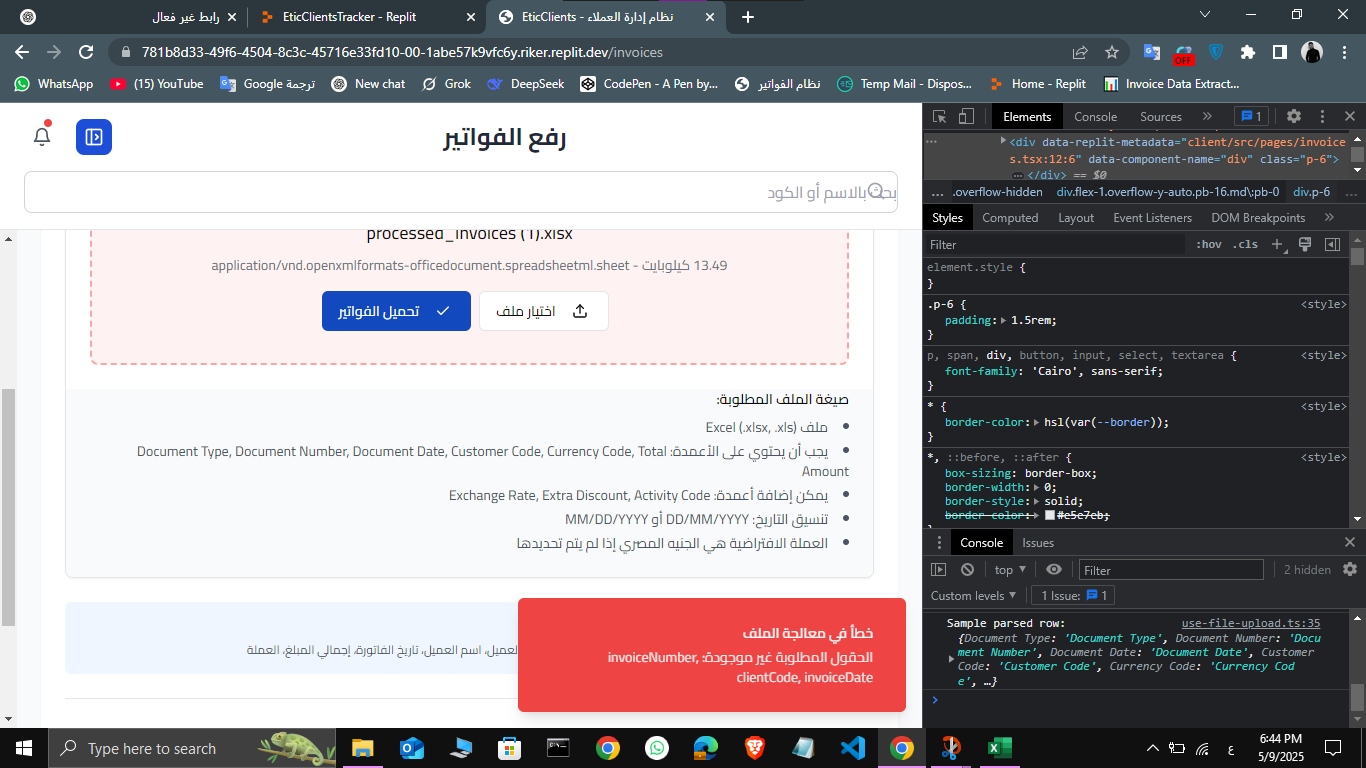 رابط غير فعال
EticClientsTracker - Replit
نظام إدارة العملاء - EticClients
781b8d33-49f6-4504-8c3c-45716e33fd10-00-1abe57k9vfc6y.riker.replit.dev/invoices
OFF
WhatsApp
(15) YouTube
ترجمة Google
New chat
Grok
DeepSeek
CodePen - A Pen by...
نظام الفواتير
Temp Mail - Dispos...
Home - Replit
Invoice Data Extract...
رفع الفواتير
بحث بالاسم أو الكود
processed_invoices (1).xlsx
13.49 كيلوبايت - application/vnd.openxmlformats-officedocument.spreadsheetml.sheet
اختيار ملف
تحميل الفواتير
صيغة الملف المطلوبة:
ملف Excel (.xlsx, .xls)
يجب أن يحتوي على الأعمدة: Document Type, Document Number, Document Date, Customer Code, Currency Code, Total
Amount
يمكن إضافة أعمدة: Exchange Rate, Extra Discount, Activity Code
تنسيق التاريخ: DD/MM/YYYY أو MM/DD/YYYY
العملة الافتراضية هي الجنيه المصري إذا لم يتم تحديدها
العميل، اسم العميل، تاريخ الفاتورة، إجمالي المبلغ، العملة
خطأ في معالجة الملف
الحقول المطلوبة غير موجودة: invoiceNumber,
clientCode, invoiceDate
Elements
Console
Sources
1
<div data-replit-metadata="client/src/pages/invoice
s.tsx:12:6" data-component-name="div" class="p-6">
</div> == $0
... .overflow-hidden
div.flex-1.overflow-y-auto.pb-16.md\:pb-0
div.p-6
...
Styles
Computed
Layout
Event Listeners
DOM Breakpoints
Filter
:hov
.cls
element.style {
}
.p-6 {
<style>
padding: 1.5rem;
}
p, span, div, button, input, select, textarea {
<style>
font-family: 'Cairo', sans-serif;
}
* {
<style>
border-color: hsl(var(--border));
}
*, ::before, ::after {
<style>
box-sizing: border-box;
border-width: 0;
border-style: solid;
border-color: #e5e7eb;
Console
Issues
top
Filter
2 hidden
Custom levels
1 Issue: 1
Sample parsed row:
use-file-upload.ts:35
{Document Type: 'Document Type', Document Number: 'Docu
ment Number', Document Date: 'Document Date', Customer
Code: 'Customer Code', Currency Code: 'Currency Cod
e', …}
Type here to search
ع
6:44 PM
5/9/2025